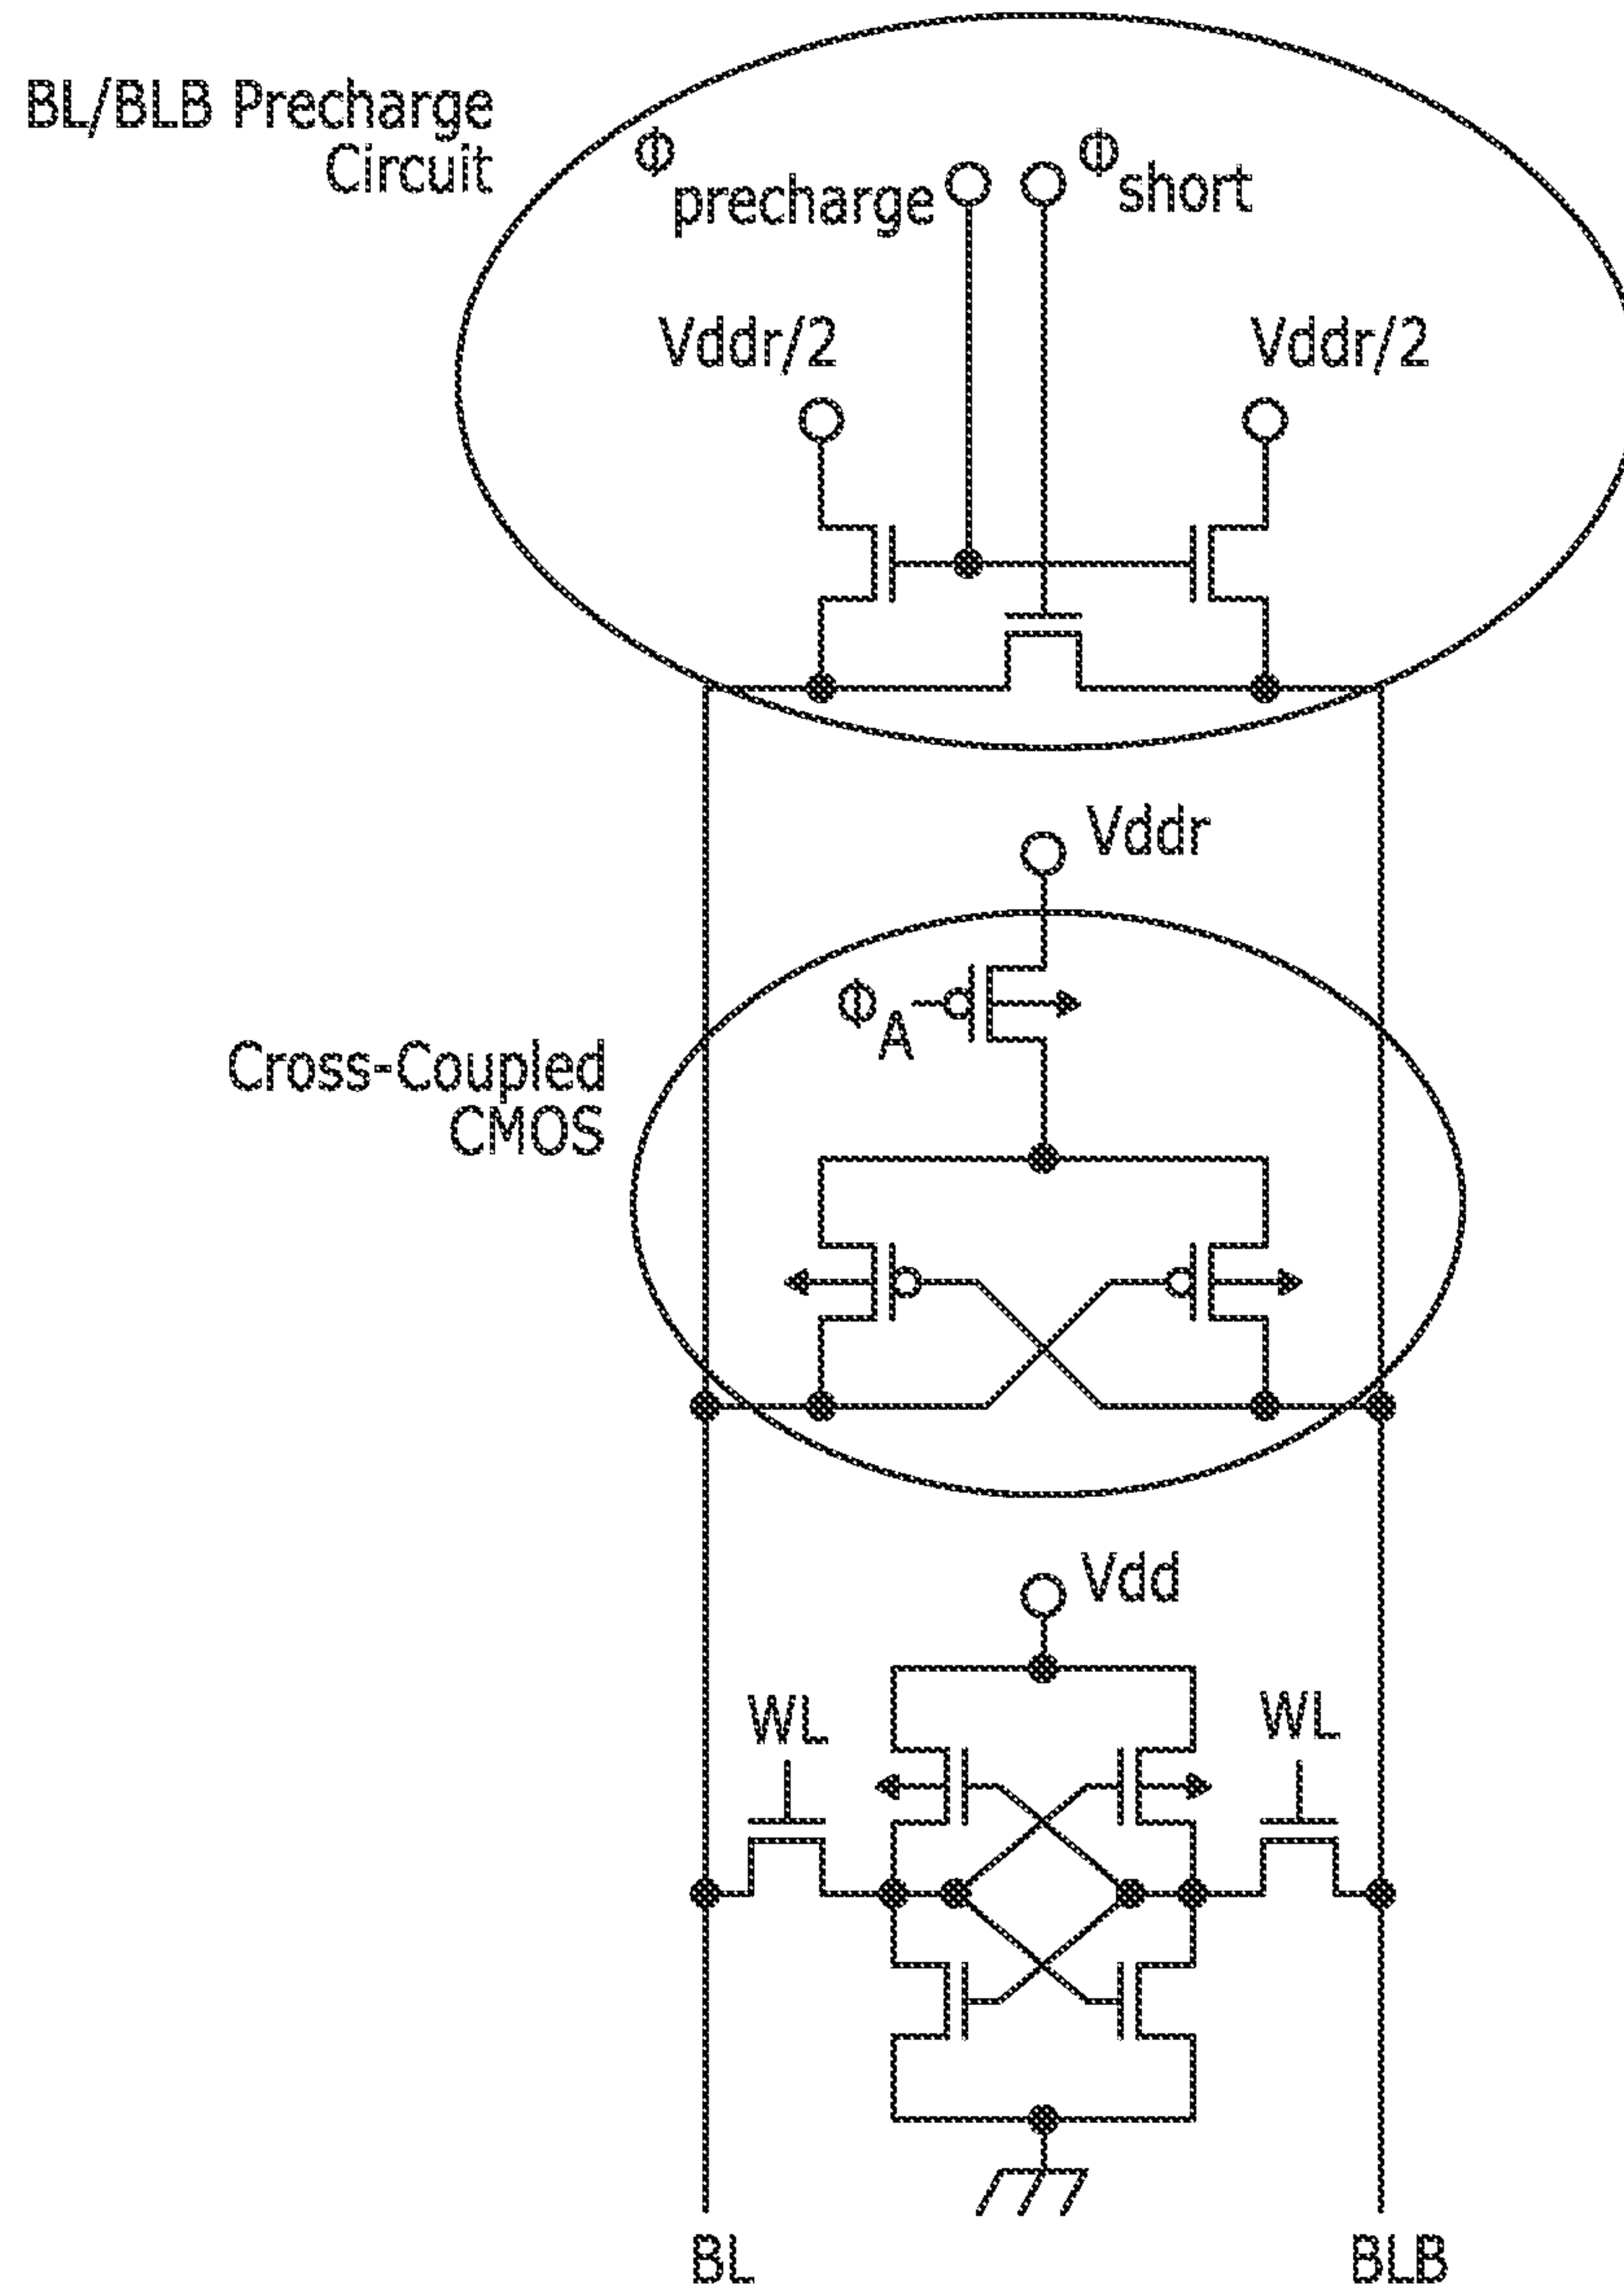 BL/BLB Precharge
Circuit
Φprecharge
Φshort
Vddr/2
Vddr/2
Vddr
ΦA
Cross-Coupled
CMOS
Vdd
WL
WL
BL
BLB